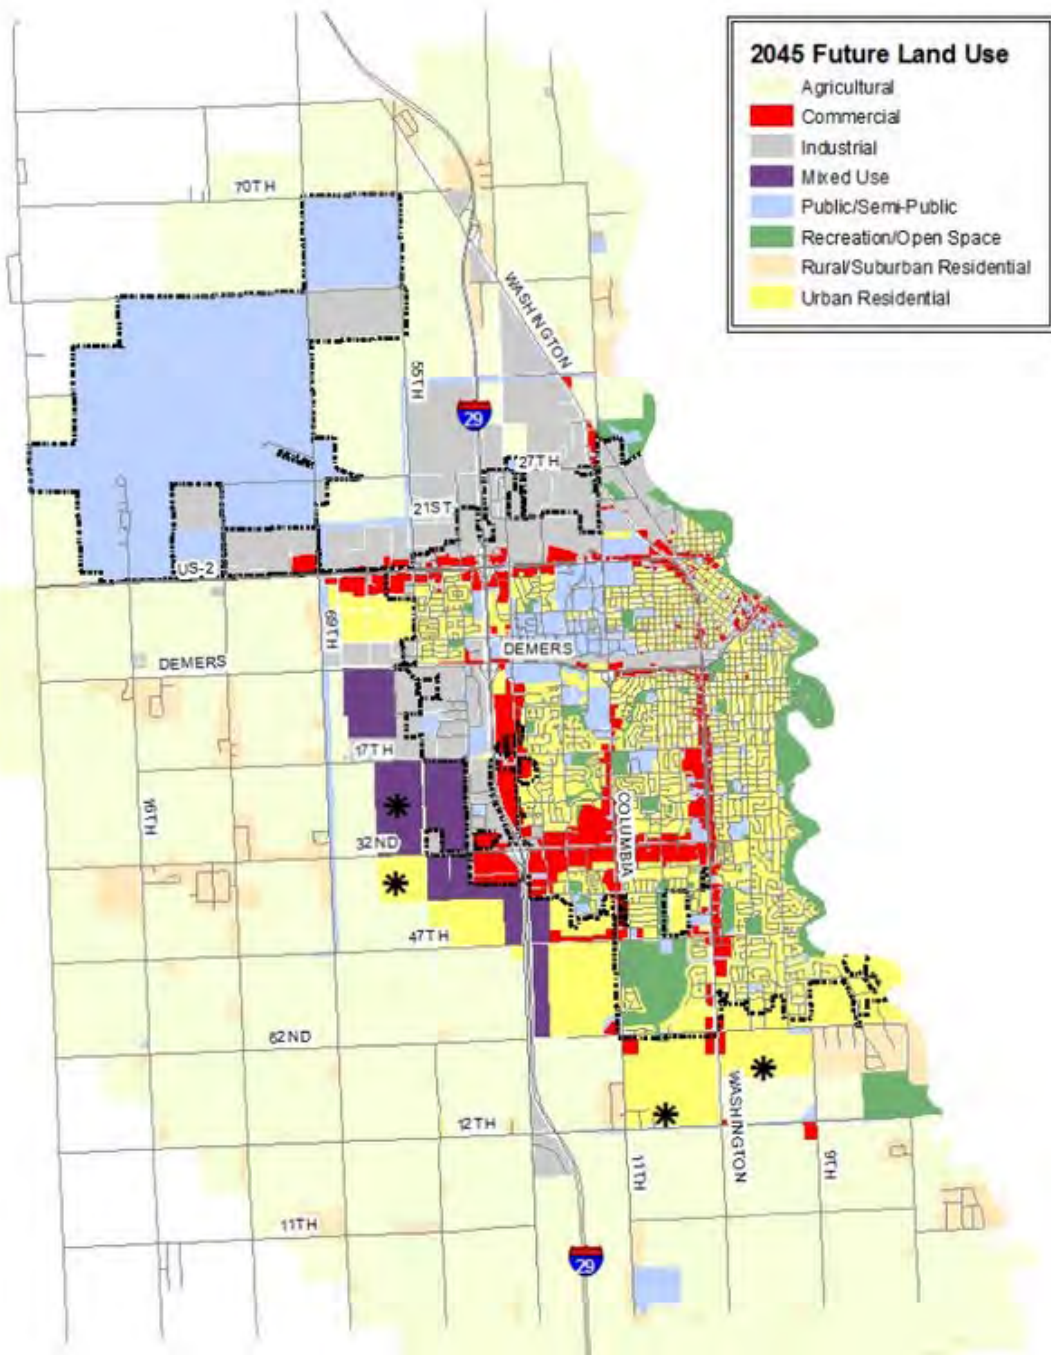 2045 Future Land Use
Agricultural
Commercial
Industrial
Mixed Use
Public/Semi-Public
Recreation/Open Space
Rural/Suburban Residential
Urban Residential
70TH
WASHINGTON
55TH
29
27TH
21ST
US-2
69TH
DEMERS
DEMERS
17TH
16TH
32ND
COLUMBIA
47TH
62ND
12TH
WASHINGTON
11TH
9TH
11TH
29